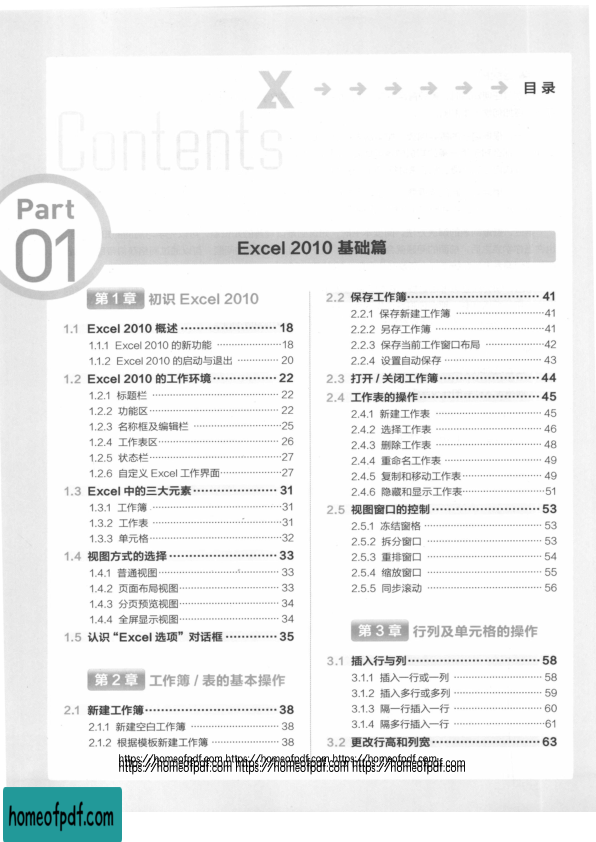 目录
Contents
Part
01
Excel 2010 基础篇
第1章 初识 Excel 2010
1.1 Excel 2010 概述 18
1.1.1 Excel 2010 的新功能 18
1.1.2 Excel 2010 的启动与退出 20
1.2 Excel 2010 的工作环境 22
1.2.1 标题栏 22
1.2.2 功能区 22
1.2.3 名称框及编辑栏 25
1.2.4 工作表区 26
1.2.5 状态栏 27
1.2.6 自定义 Excel 工作界面 27
1.3 Excel 中的三大元素 31
1.3.1 工作簿 31
1.3.2 工作表 31
1.3.3 单元格 32
1.4 视图方式的选择 33
1.4.1 普通视图 33
1.4.2 页面布局视图 33
1.4.3 分页预览视图 34
1.4.4 全屏显示视图 34
1.5 认识“Excel 选项”对话框 35
第2章 工作簿 / 表的基本操作
2.1 新建工作簿 38
2.1.1 新建空白工作簿 38
2.1.2 根据模板新建工作簿 38
2.2 保存工作簿 41
2.2.1 保存新建工作簿 41
2.2.2 另存工作簿 41
2.2.3 保存当前工作窗口布局 42
2.2.4 设置自动保存 43
2.3 打开 / 关闭工作簿 44
2.4 工作表的操作 45
2.4.1 新建工作表 45
2.4.2 选择工作表 46
2.4.3 删除工作表 48
2.4.4 重命名工作表 49
2.4.5 复制和移动工作表 49
2.4.6 隐藏和显示工作表 51
2.5 视图窗口的控制 53
2.5.1 冻结窗格 53
2.5.2 拆分窗口 53
2.5.3 重排窗口 54
2.5.4 缩放窗口 55
2.5.5 同步滚动 56
第3章 行列及单元格的操作
3.1 插入行与列 58
3.1.1 插入一行或一列 58
3.1.2 插入多行或多列 59
3.1.3 隔一行插入一行 60
3.1.4 隔多行插入一行 61
3.2 更改行高和列宽 63
https://homeofpdf.com https://homeofpdf.com https://homeofpdf.com
https://homeofpdf.com https://homeofpdf.com https://homeofpdf.com
homeofpdf.com